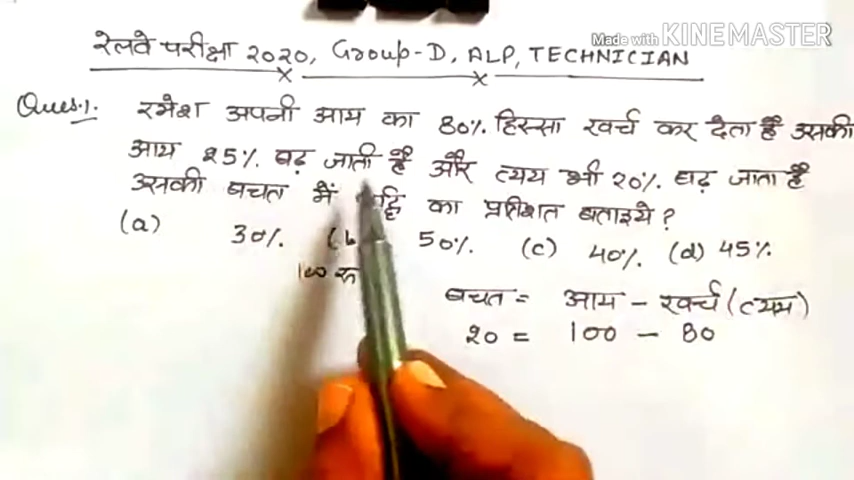 Made with KINEMASTER
रेलवे परीक्षा 2020, Group-D, ALP, TECHNICIAN
Ques.1. रमेश अपनी आय का 80% हिस्सा खर्च कर देता है उसकी
आय 25% बढ़ जाती है और व्यय भी 20% बढ़ जाता है
उसकी बचत में का प्रतिशत बताइये?
(a) 30% (b 50% (c) 40% (d) 45%
100 रु
बचत = आय - खर्च (व्यय)
20 = 100 - 80